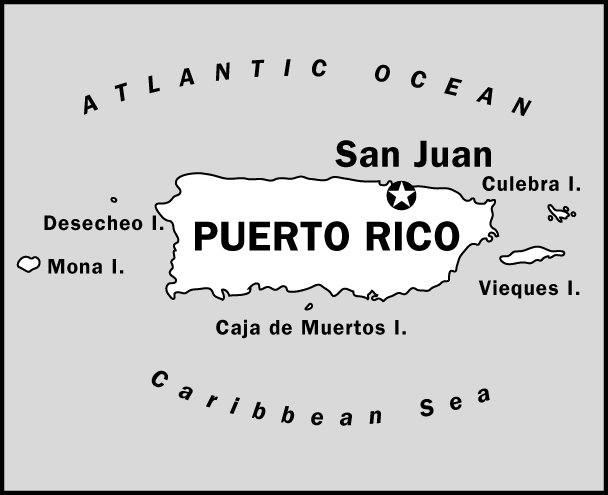 ATLANTIC OCEAN
San Juan
Culebra I.
Desecheo I.
PUERTO RICO
Mona I.
Vieques I.
Caja de Muertos I.
Caribbean Sea